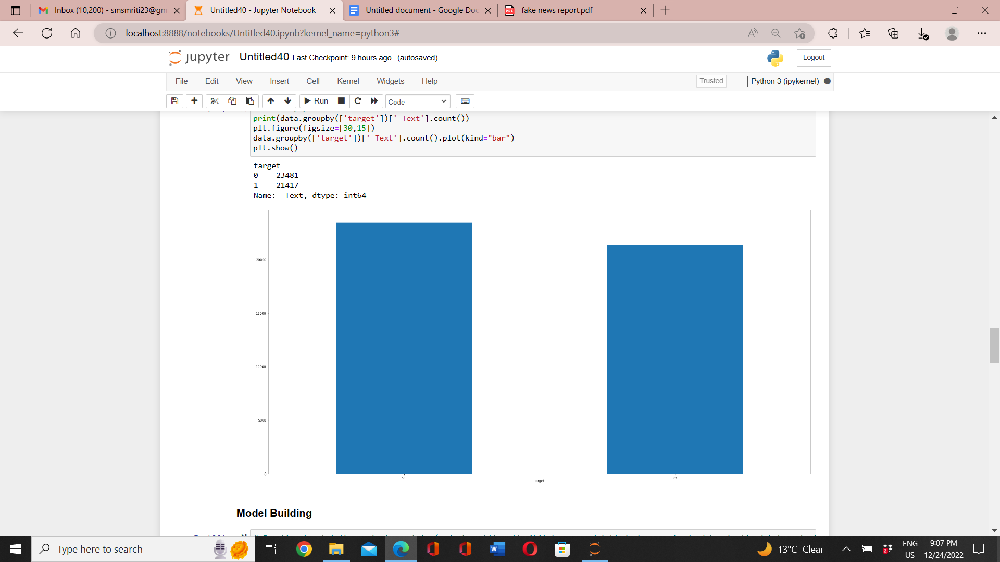 Inbox (10,200) - smsmriti23@gm
Untitled40 - Jupyter Notebook
Untitled document - Google Doc
fake news report.pdf
localhost:8888/notebooks/Untitled40.ipynb?kernel_name=python3#
jupyter Untitled40 Last Checkpoint: 9 hours ago (autosaved)
Logout
File Edit View Insert Cell Kernel Widgets Help
Trusted
Python 3 (ipykernel)
Run
Code
print(data.groupby(['target'])[' Text'].count())
plt.figure(figsize=[30,15])
data.groupby(['target'])[' Text'].count().plot(kind="bar")
plt.show()
target
0    23481
1    21417
Name:  Text, dtype: int64
20000
15000
10000
5000
0
0
1
target
Model Building
Type here to search
13°C Clear
ENG
US
9:07 PM
12/24/2022